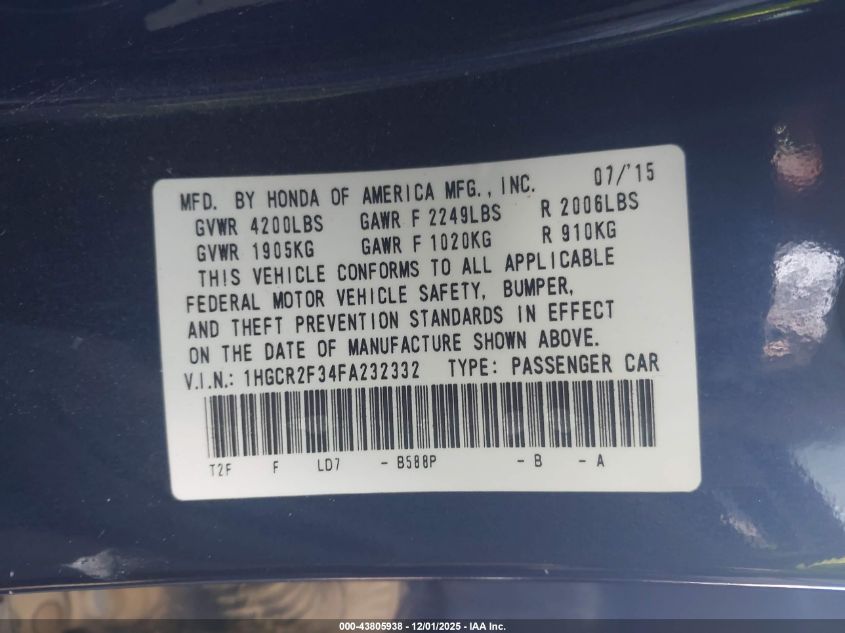 MFD. BY HONDA OF AMERICA MFG., INC. 07/'15
GVWR 4200LBS GAWR F 2249LBS R 2006LBS
GVWR 1905KG GAWR F 1020KG R 910KG
THIS VEHICLE CONFORMS TO ALL APPLICABLE
FEDERAL MOTOR VEHICLE SAFETY, BUMPER,
AND THEFT PREVENTION STANDARDS IN EFFECT
ON THE DATE OF MANUFACTURE SHOWN ABOVE.
V.I.N.: 1HGCR2F34FA232332 TYPE: PASSENGER CAR
T2F F LD7 - B588P - B - A
000-43805938 - 12/01/2025 - IAA Inc.